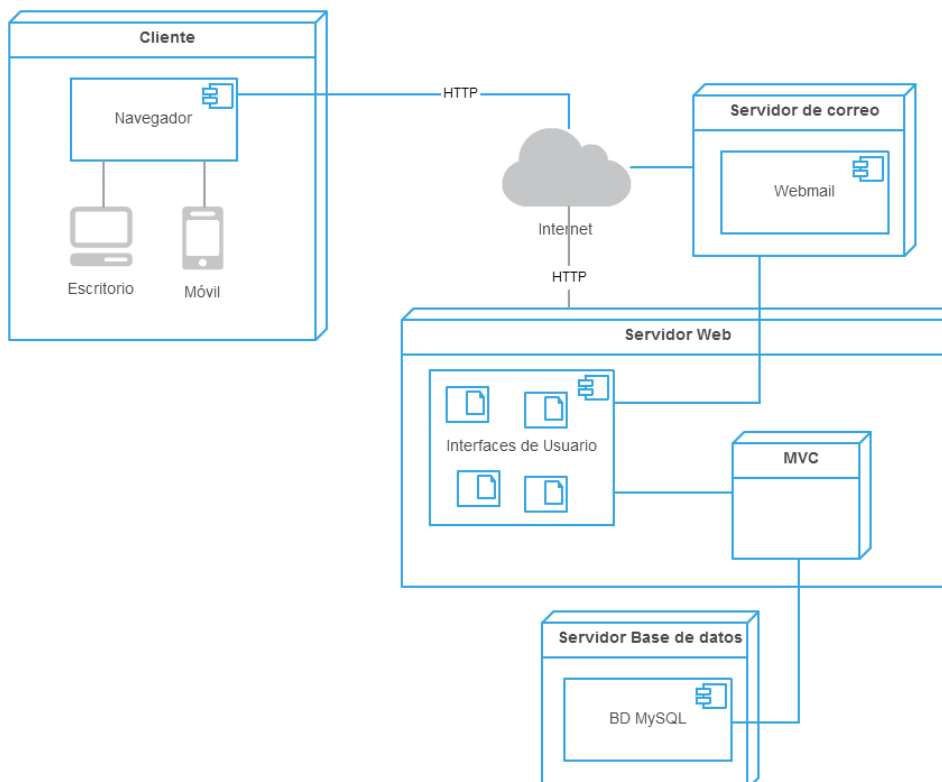 Cliente
Navegador
Escritorio
Móvil
HTTP
Internet
HTTP
Servidor de correo
Webmail
Servidor Web
Interfaces de Usuario
MVC
Servidor Base de datos
BD MySQL